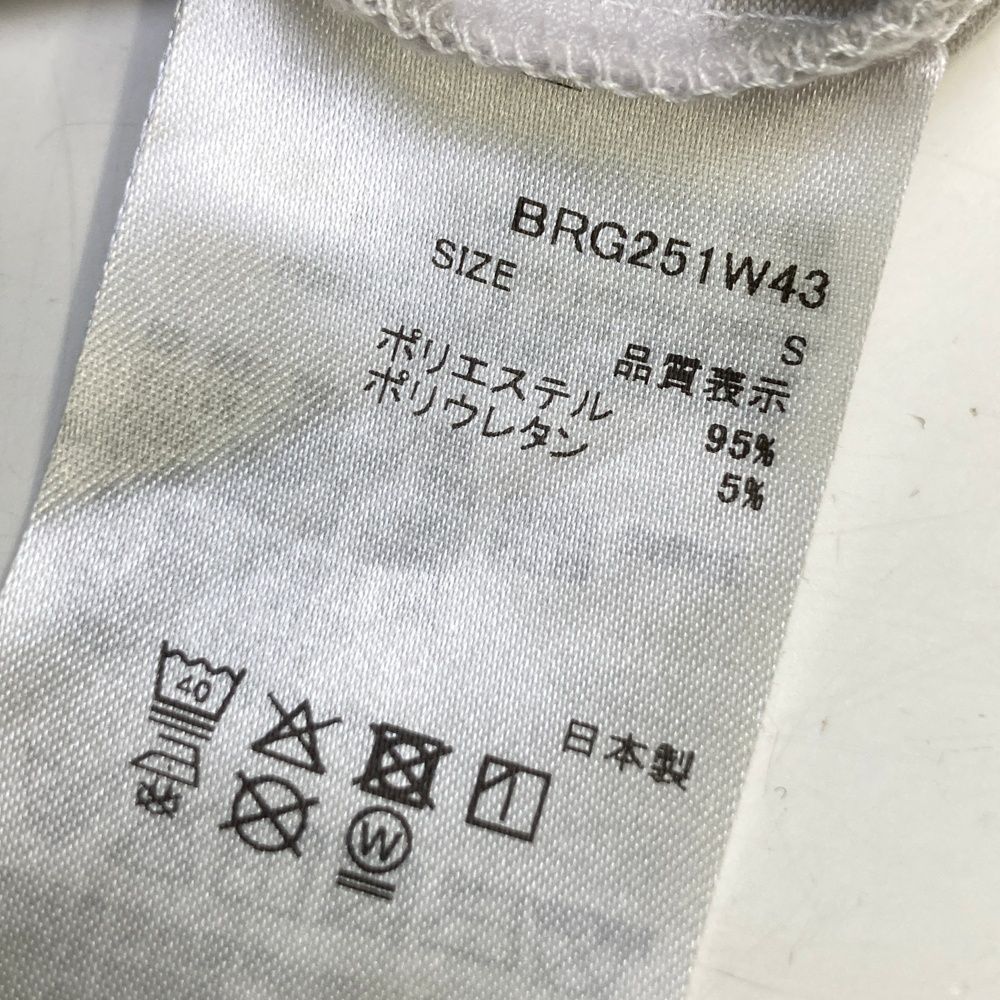 BRG251W43
SIZE S
品質表示
ポリエステル 95%
ポリウレタン 5%
40
W
日本製